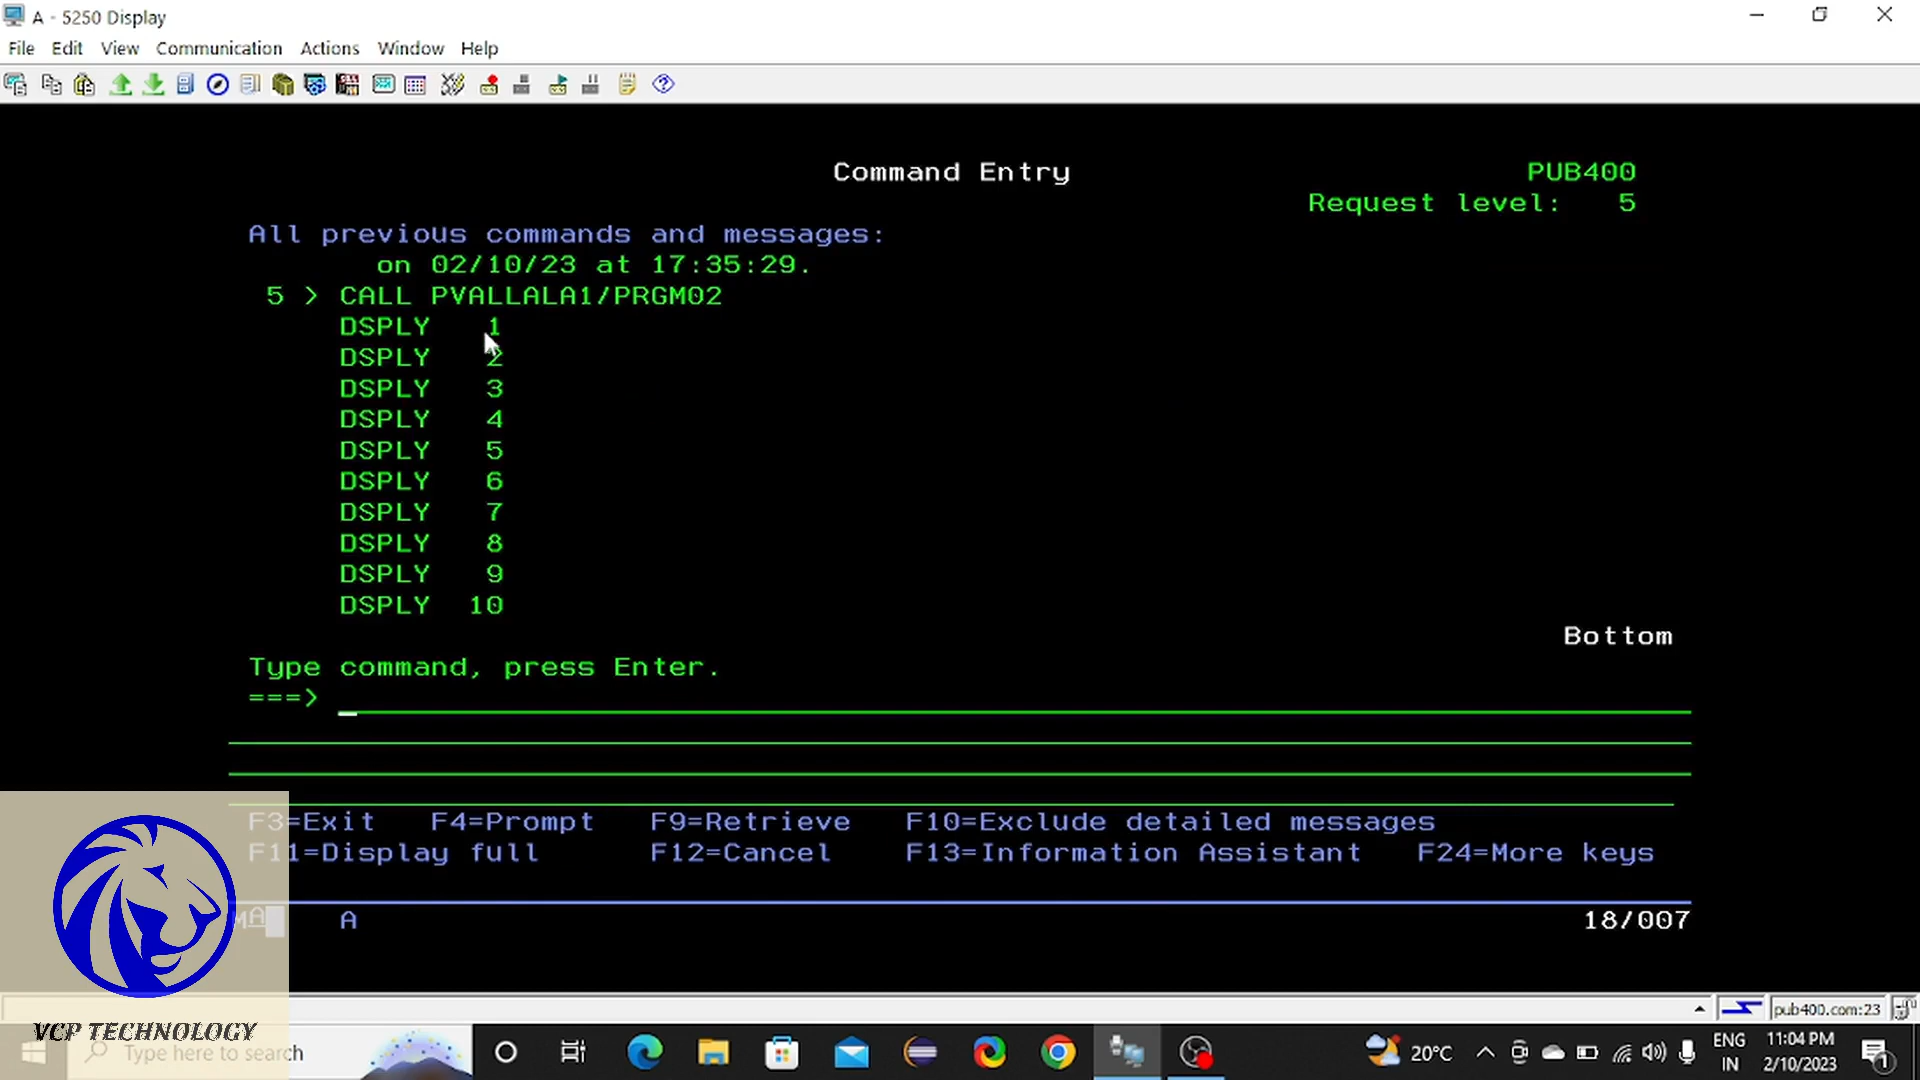 A - 5250 Display
File Edit View Communication Actions Window Help
Command Entry PUB400
Request level: 5
All previous commands and messages:
on 02/10/23 at 17:35:29.
5 > CALL PVALLALA1/PRGM02
DSPLY 1
DSPLY 2
DSPLY 3
DSPLY 4
DSPLY 5
DSPLY 6
DSPLY 7
DSPLY 8
DSPLY 9
DSPLY 10
Bottom
Type command, press Enter.
===>
F3=Exit F4=Prompt F9=Retrieve F10=Exclude detailed messages
F11=Display full F12=Cancel F13=Information Assistant F24=More keys
MA A 18/007
pub400.com:23
VCP TECHNOLOGY
Type here to search
20°C
ENG
IN
11:04 PM
2/10/2023
1